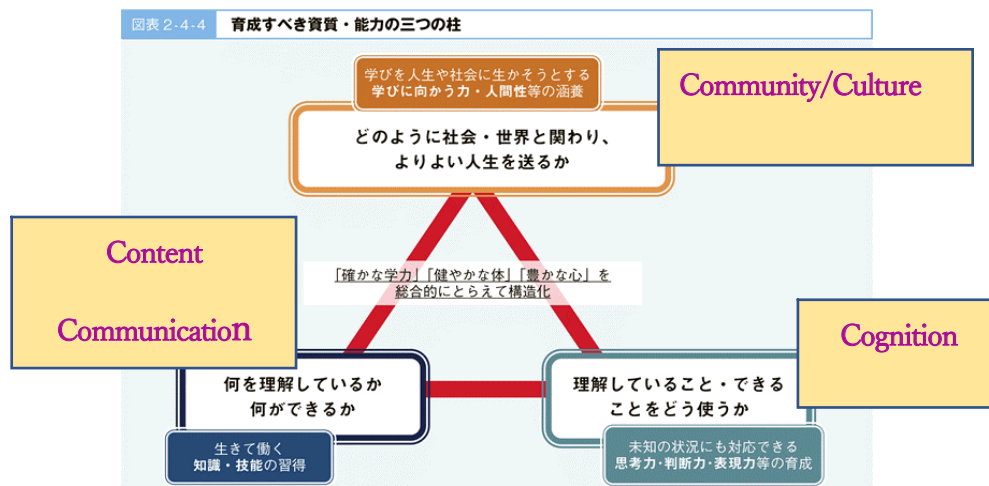 図表2-4-4 育成すべき資質・能力の三つの柱
学びを人生や社会に生かそうとする
学びに向かう力・人間性等の涵養
Community/Culture
どのように社会・世界と関わり、
よりよい人生を送るか
Content
Communication
「確かな学力」「健やかな体」「豊かな心」を
総合的にとらえて構造化
Cognition
何を理解しているか
何ができるか
理解していること・できる
ことをどう使うか
生きて働く
知識・技能の習得
未知の状況にも対応できる
思考力・判断力・表現力等の育成